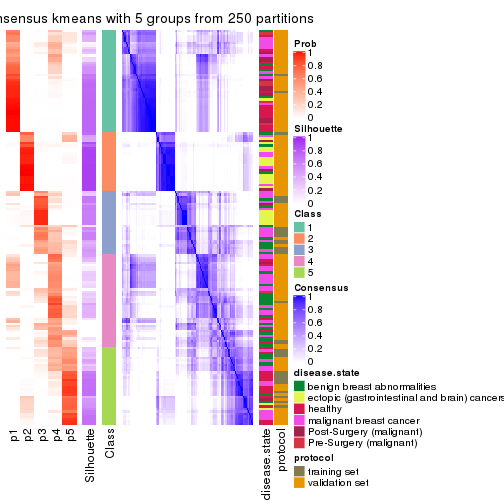 nsensus kmeans with 5 groups from 250 partitions
Prob
1
0.8
0.6
0.4
0.2
0
Silhouette
1
0.8
0.6
0.4
0.2
0
Class
1
2
3
4
5
Consensus
1
0.8
0.6
0.4
0.2
0
disease.state
benign breast abnormalities
ectopic (gastrointestinal and brain) cancers
healthy
malignant breast cancer
Post-Surgery (malignant)
Pre-Surgery (malignant)
protocol
training set
validation set
p1
p2
p3
p4
p5
Silhouette
Class
disease.state
protocol